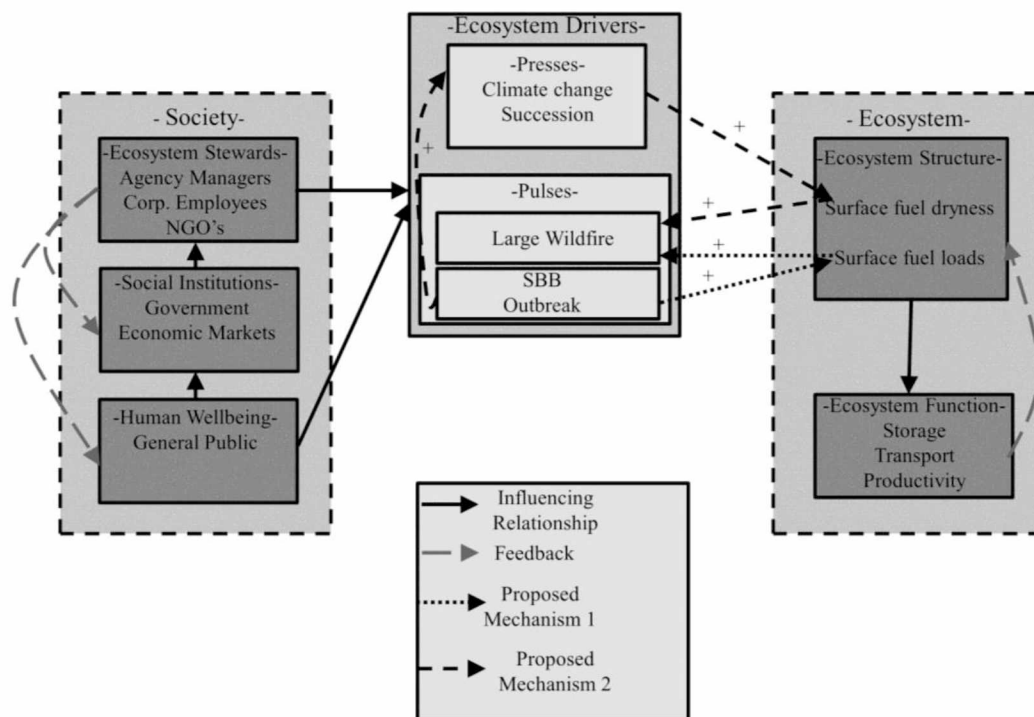 -Ecosystem Drivers-
-Presses-
Climate change
Succession
+
+
-Pulses-
Large Wildfire
SBB
Outbreak
+
+
+
- Society-
-Ecosystem Stewards-
Agency Managers
Corp. Employees
NGO's
-Social Institutions-
Government
Economic Markets
-Human Wellbeing-
General Public
- Ecosystem-
-Ecosystem Structure-
Surface fuel dryness
Surface fuel loads
-Ecosystem Function-
Storage
Transport
Productivity
Influencing
Relationship
Feedback
Proposed
Mechanism 1
Proposed
Mechanism 2